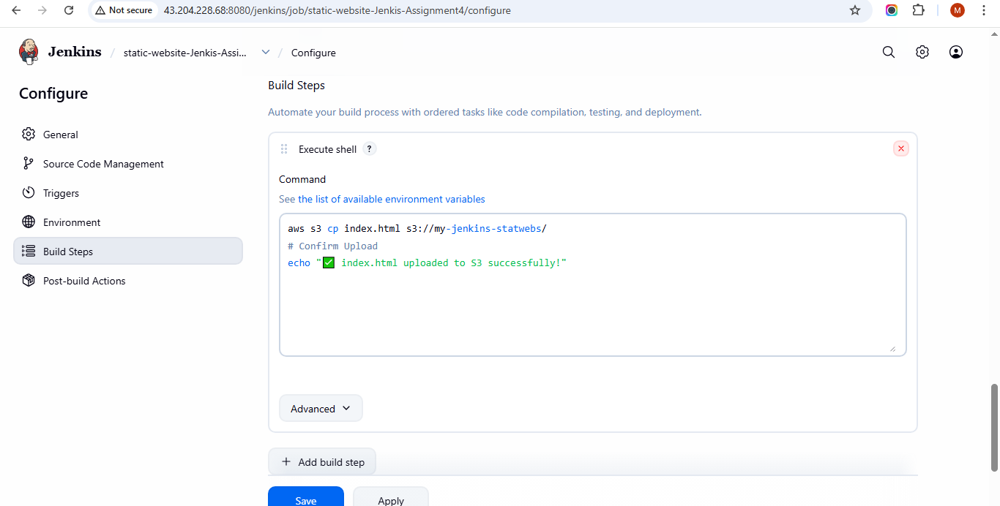 Not secure 43.204.228.68:8080/jenkins/job/static-website-Jenkis-Assignment4/configure M
Jenkins / static-website-Jenkis-Assi... / Configure
Configure
General
Source Code Management
Triggers
Environment
Build Steps
Post-build Actions
Build Steps
Automate your build process with ordered tasks like code compilation, testing, and deployment.
Execute shell ?
Command
See the list of available environment variables
aws s3 cp index.html s3://my-jenkins-statwebs/
# Confirm Upload
echo "✅ index.html uploaded to S3 successfully!"
Advanced
+ Add build step
Save Apply